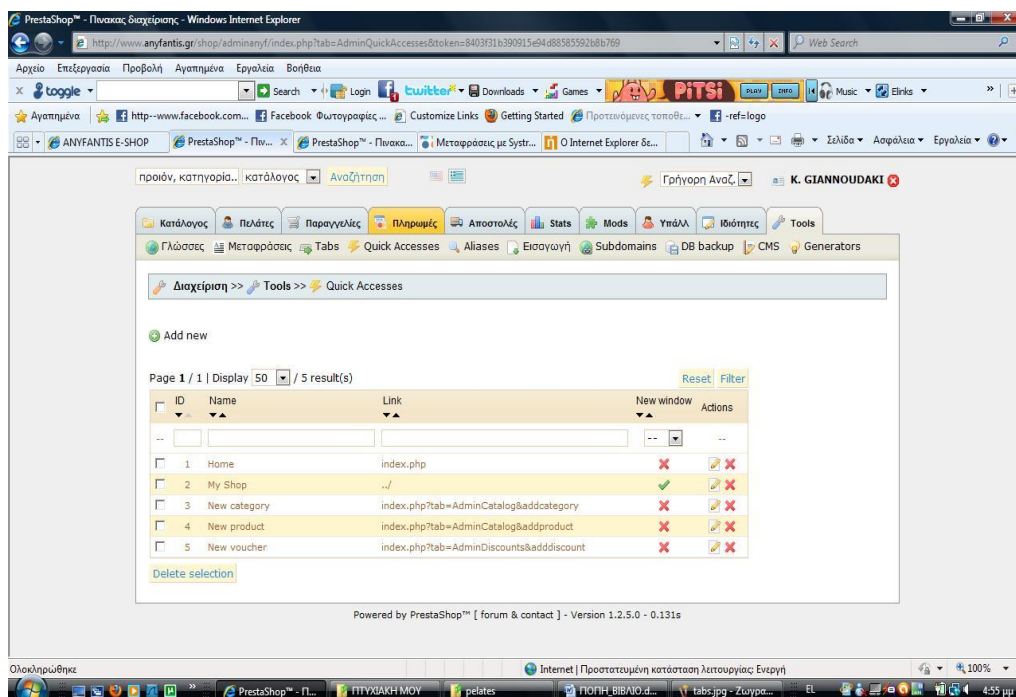 PrestaShop™ - Πινακας διαχείρισης - Windows Internet Explorer
http://www.anyfantis.gr/shop/adminanyf/index.php?tab=AdminQuickAccesses&token=8403f31b390915e94d88585592b8b769
Web Search
Αρχείο Επεξεργασία Προβολή Αγαπημένα Εργαλεία Βοήθεια
x toggle Search Login twitter Downloads Games PiTSi PLAY INFO Music Elinks »
Αγαπημένα http--www.facebook.com... Facebook Φωτογραφίες ... Customize Links Getting Started Προτεινόμενες τοποθε... -ref=logo
ANYFANTIS E-SHOP PrestaShop™ - Πιν... X PrestaShop™ - Πινακα... Μεταφράσεις με Systr... Ο Internet Explorer δε... Σελίδα Ασφάλεια Εργαλεία
προιόν, κατηγορία.. κατάλογος Αναζήτηση Γρήγορη Αναζ. K. GIANNOUDAKI
Κατάλογος Πελάτες Παραγγελίες Πληρωμές Αποστολές Stats Mods Υπάλλ Ιδιότητες Tools
Γλώσσες Μεταφράσεις Tabs Quick Accesses Aliases Εισαγωγή Subdomains DB backup CMS Generators
Διαχείριση >> Tools >> Quick Accesses
Add new
Page 1 / 1 | Display 50 / 5 result(s) Reset Filter
ID Name Link New window Actions
-- -- --
1 Home index.php
2 My Shop ../
3 New category index.php?tab=AdminCatalog&addcategory
4 New product index.php?tab=AdminCatalog&addproduct
5 New voucher index.php?tab=AdminDiscounts&adddiscount
Delete selection
Powered by PrestaShop™ [ forum & contact ] - Version 1.2.5.0 - 0.131s
Ολοκληρώθηκε Internet | Προστατευμένη κατάσταση λειτουργίας: Ενεργή 100%
» PrestaShop™ - Π... ΠΤΥΧΙΑΚΗ ΜΟΥ pelates ΠΟΠΗ_ΒΙΒΛΙΟ.d... tabs.jpg - Ζωγρα... EL 4:55 μμ